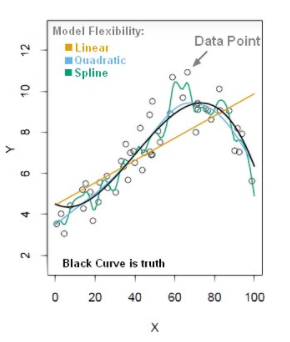 Model Flexibility:
Linear
Quadratic
Spline
Data Point
12
10
8
6
4
2
Y
Black Curve is truth
0 20 40 60 80 100
X